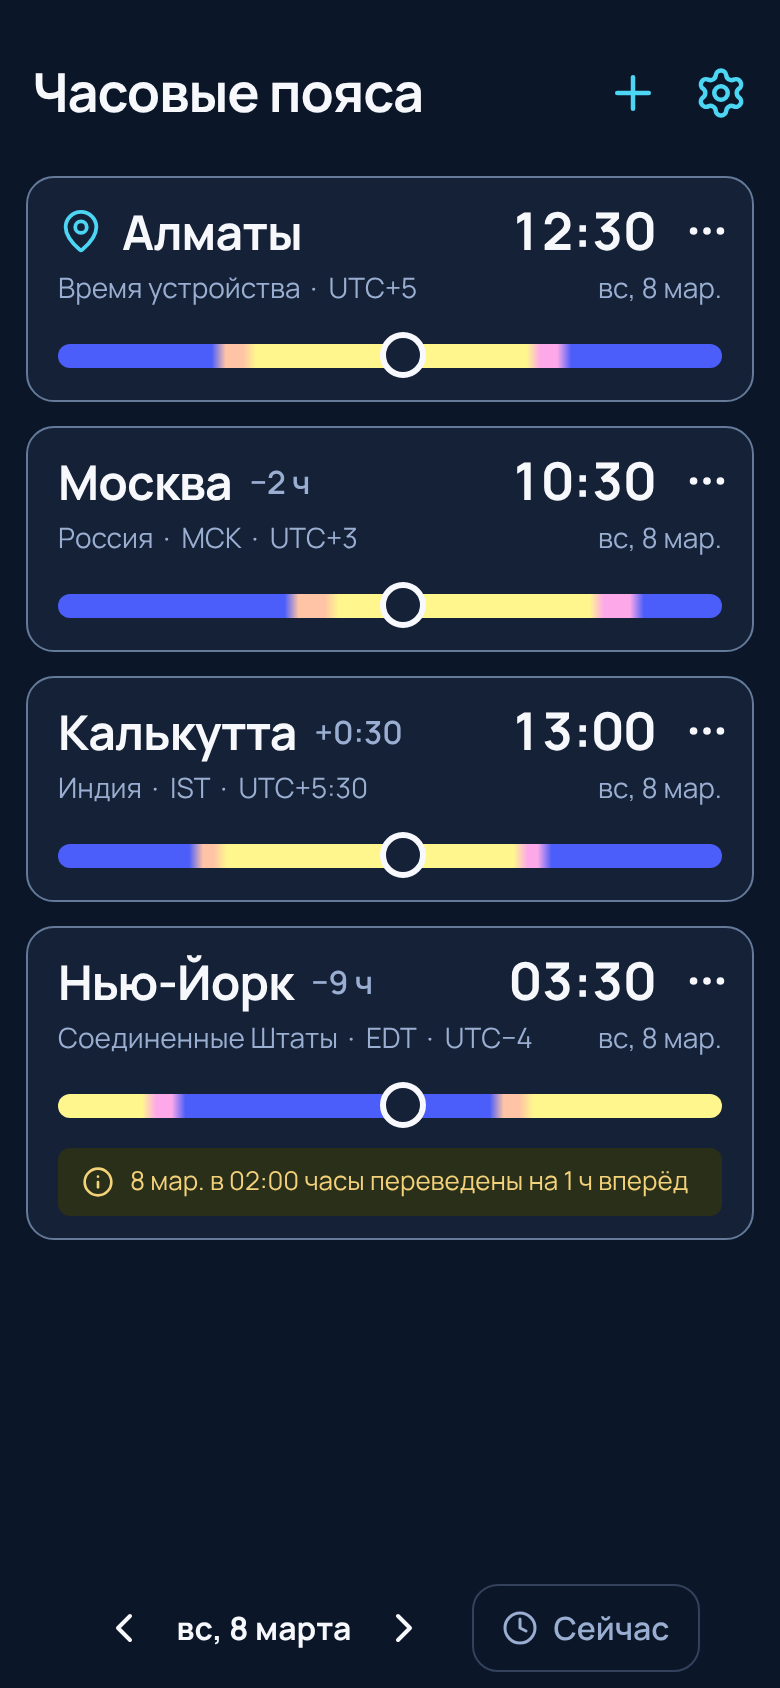 Часовые пояса
Алматы 12:30
Время устройства · UTC+5 вс, 8 мар.
Москва −2 ч 10:30
Россия · МСК · UTC+3 вс, 8 мар.
Калькутта +0:30 13:00
Индия · IST · UTC+5:30 вс, 8 мар.
Нью-Йорк −9 ч 03:30
Соединенные Штаты · EDT · UTC−4 вс, 8 мар.
8 мар. в 02:00 часы переведены на 1 ч вперёд
вс, 8 марта Сейчас